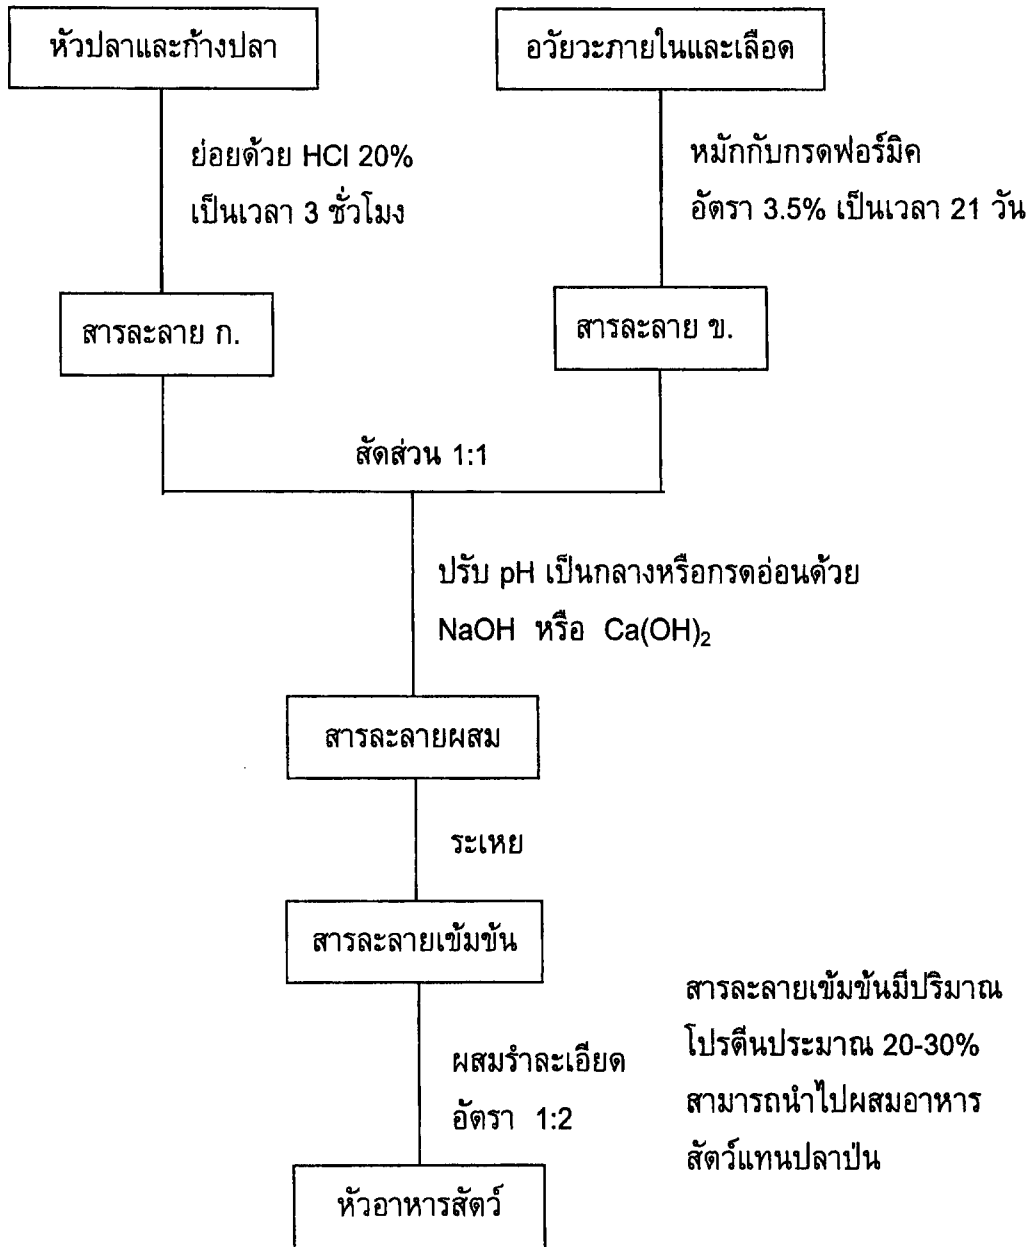 หัวปลาและก้างปลา
อวัยวะภายในและเลือด
ย่อยด้วย HCl 20%
เป็นเวลา 3 ชั่วโมง
หมักกับกรดฟอร์มิค
อัตรา 3.5% เป็นเวลา 21 วัน
สารละลาย ก.
สารละลาย ข.
สัดส่วน 1:1
ปรับ pH เป็นกลางหรือกรดอ่อนด้วย
NaOH หรือ Ca(OH)₂
สารละลายผสม
ระเหย
สารละลายเข้มข้น
ผสมรำละเอียด
อัตรา 1:2
สารละลายเข้มข้นมีปริมาณ
โปรตีนประมาณ 20-30%
สามารถนำไปผสมอาหาร
สัตว์แทนปลาป่น
หัวอาหารสัตว์